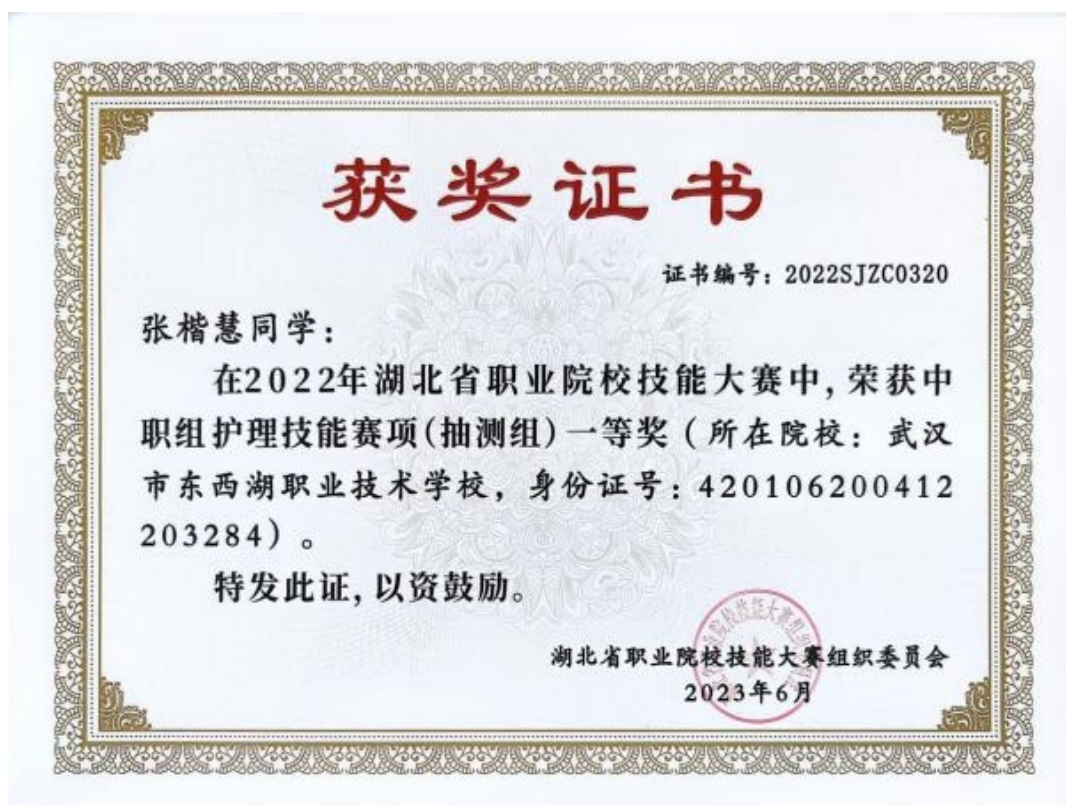 获奖证书
证书编号：2022SJZC0320
张楷慧同学：
在2022年湖北省职业院校技能大赛中，荣获中
职组护理技能赛项(抽测组)一等奖（所在院校：武汉
市东西湖职业技术学校，身份证号：420106200412
203284）。
特发此证，以资鼓励。
湖北省职业院校技能大赛组织委员会
2023年6月